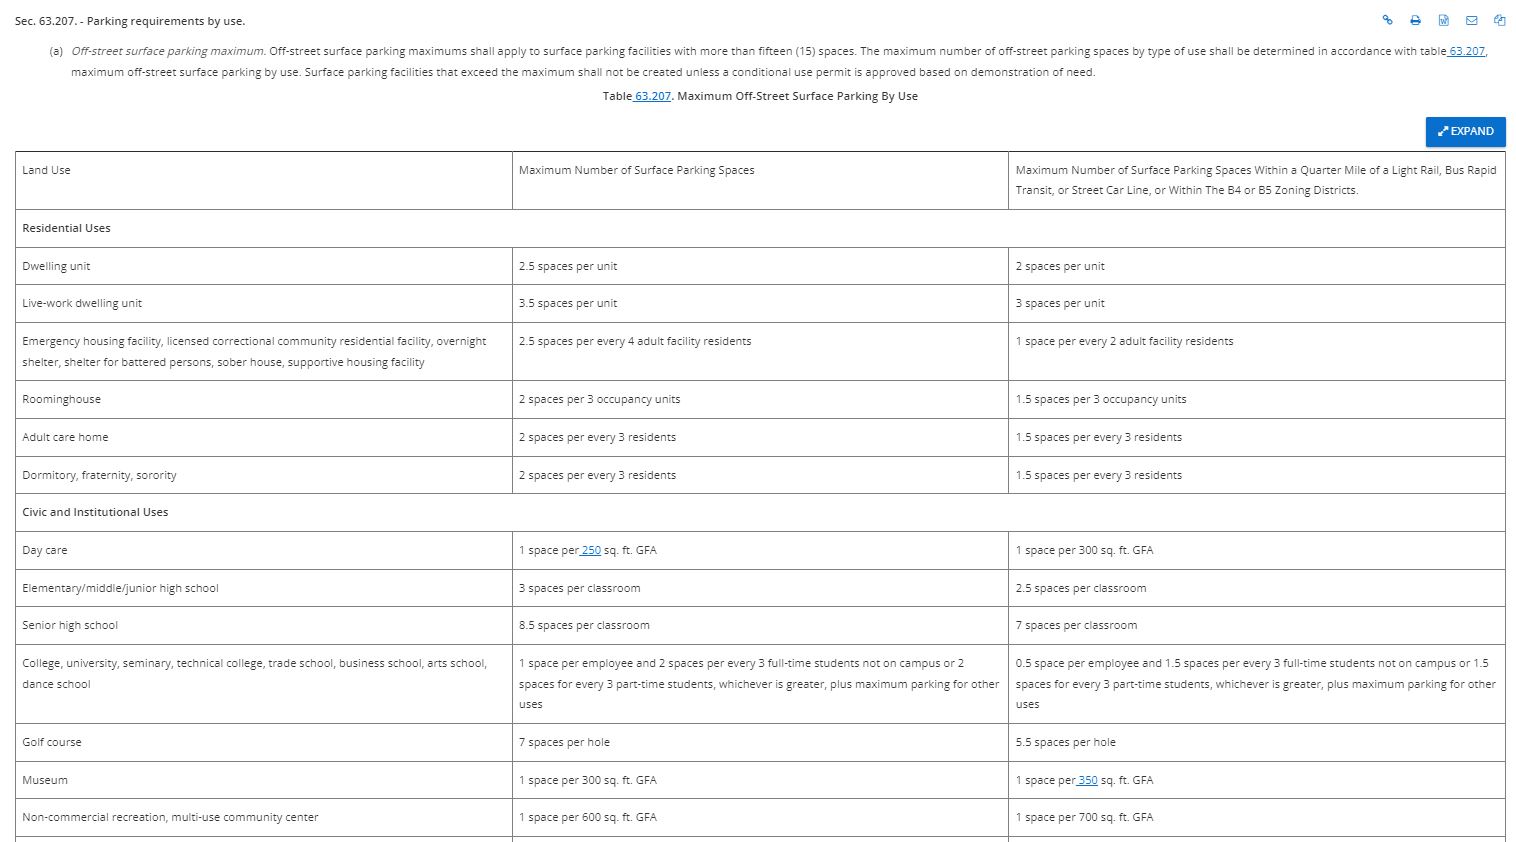 Sec. 63.207. - Parking requirements by use.
(a) Off-street surface parking maximum. Off-street surface parking maximums shall apply to surface parking facilities with more than fifteen (15) spaces. The maximum number of off-street parking spaces by type of use shall be determined in accordance with table 63.207,
maximum off-street surface parking by use. Surface parking facilities that exceed the maximum shall not be created unless a conditional use permit is approved based on demonstration of need.
Table 63.207. Maximum Off-Street Surface Parking By Use
EXPAND
Land Use
Maximum Number of Surface Parking Spaces
Maximum Number of Surface Parking Spaces Within a Quarter Mile of a Light Rail, Bus Rapid
Transit, or Street Car Line, or Within The B4 or B5 Zoning Districts.
Residential Uses
Dwelling unit
2.5 spaces per unit
2 spaces per unit
Live-work dwelling unit
3.5 spaces per unit
3 spaces per unit
Emergency housing facility, licensed correctional community residential facility, overnight
shelter, shelter for battered persons, sober house, supportive housing facility
2.5 spaces per every 4 adult facility residents
1 space per every 2 adult facility residents
Roominghouse
2 spaces per 3 occupancy units
1.5 spaces per 3 occupancy units
Adult care home
2 spaces per every 3 residents
1.5 spaces per every 3 residents
Dormitory, fraternity, sorority
2 spaces per every 3 residents
1.5 spaces per every 3 residents
Civic and Institutional Uses
Day care
1 space per 250 sq. ft. GFA
1 space per 300 sq. ft. GFA
Elementary/middle/junior high school
3 spaces per classroom
2.5 spaces per classroom
Senior high school
8.5 spaces per classroom
7 spaces per classroom
College, university, seminary, technical college, trade school, business school, arts school,
dance school
1 space per employee and 2 spaces per every 3 full-time students not on campus or 2
spaces for every 3 part-time students, whichever is greater, plus maximum parking for other
uses
0.5 space per employee and 1.5 spaces per every 3 full-time students not on campus or 1.5
spaces for every 3 part-time students, whichever is greater, plus maximum parking for other
uses
Golf course
7 spaces per hole
5.5 spaces per hole
Museum
1 space per 300 sq. ft. GFA
1 space per 350 sq. ft. GFA
Non-commercial recreation, multi-use community center
1 space per 600 sq. ft. GFA
1 space per 700 sq. ft. GFA